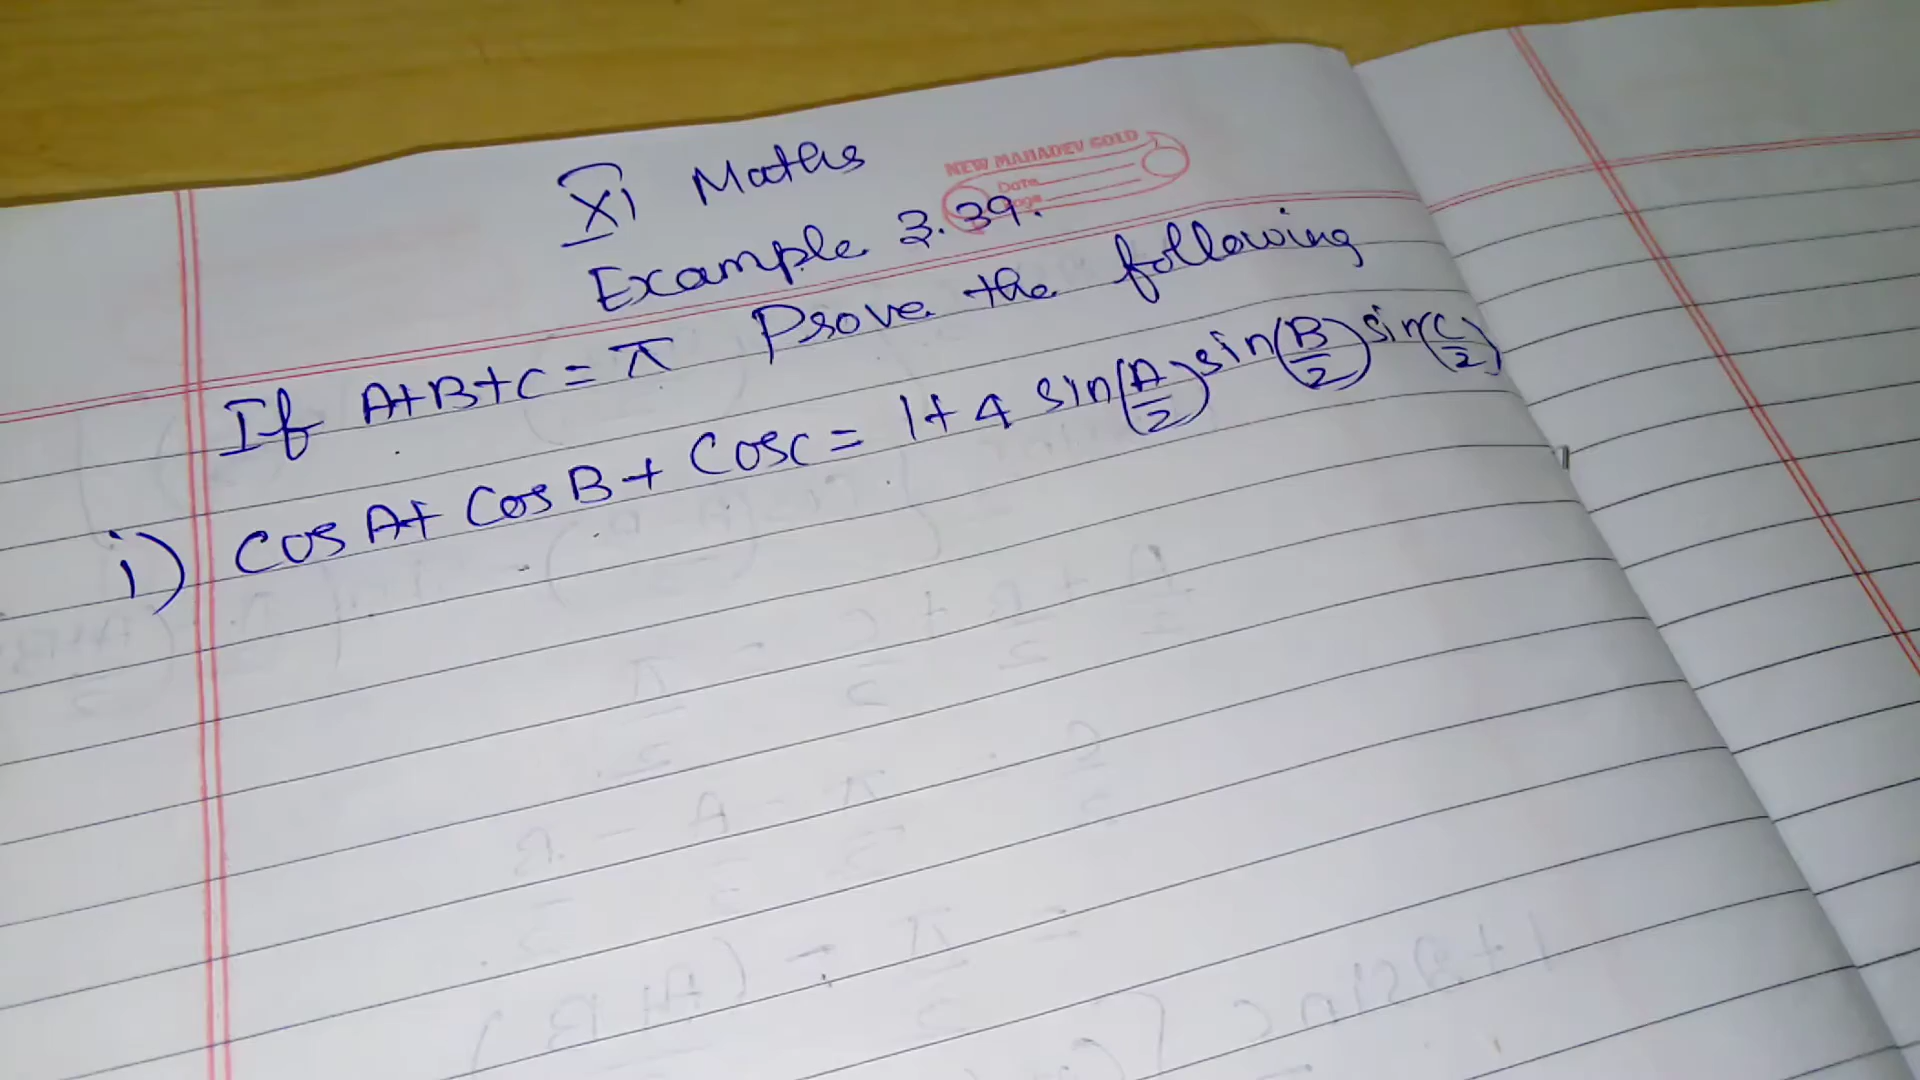 XI Maths
NEW MAHADEV GOLD
Date
Example 3.39.
If A+B+C = π Prove the following
i) cos A + Cos B + Cos C = 1 + 4 sin(A/2) sin(B/2) sin(C/2)